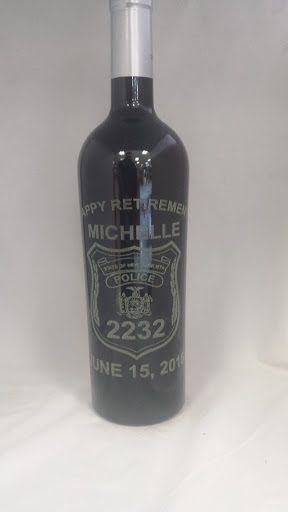 APPY RETIREMEN
MICHELLE
POLICE
2232
UNE 15, 201